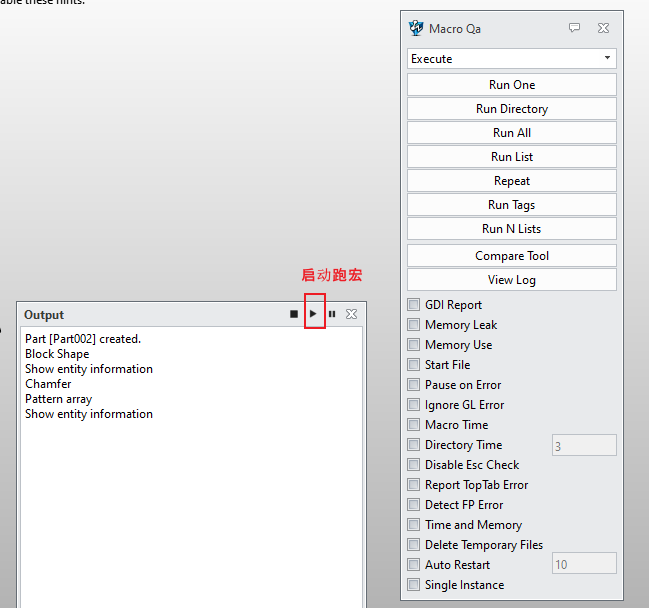 able these hints.
Macro Qa
Execute
Run One
Run Directory
Run All
Run List
Repeat
Run Tags
Run N Lists
Compare Tool
View Log
GDI Report
Memory Leak
Memory Use
Start File
Pause on Error
Ignore GL Error
Macro Time
Directory Time 3
Disable Esc Check
Report TopTab Error
Detect FP Error
Time and Memory
Delete Temporary Files
Auto Restart 10
Single Instance
启动跑宏
Output
Part [Part002] created.
Block Shape
Show entity information
Chamfer
Pattern array
Show entity information